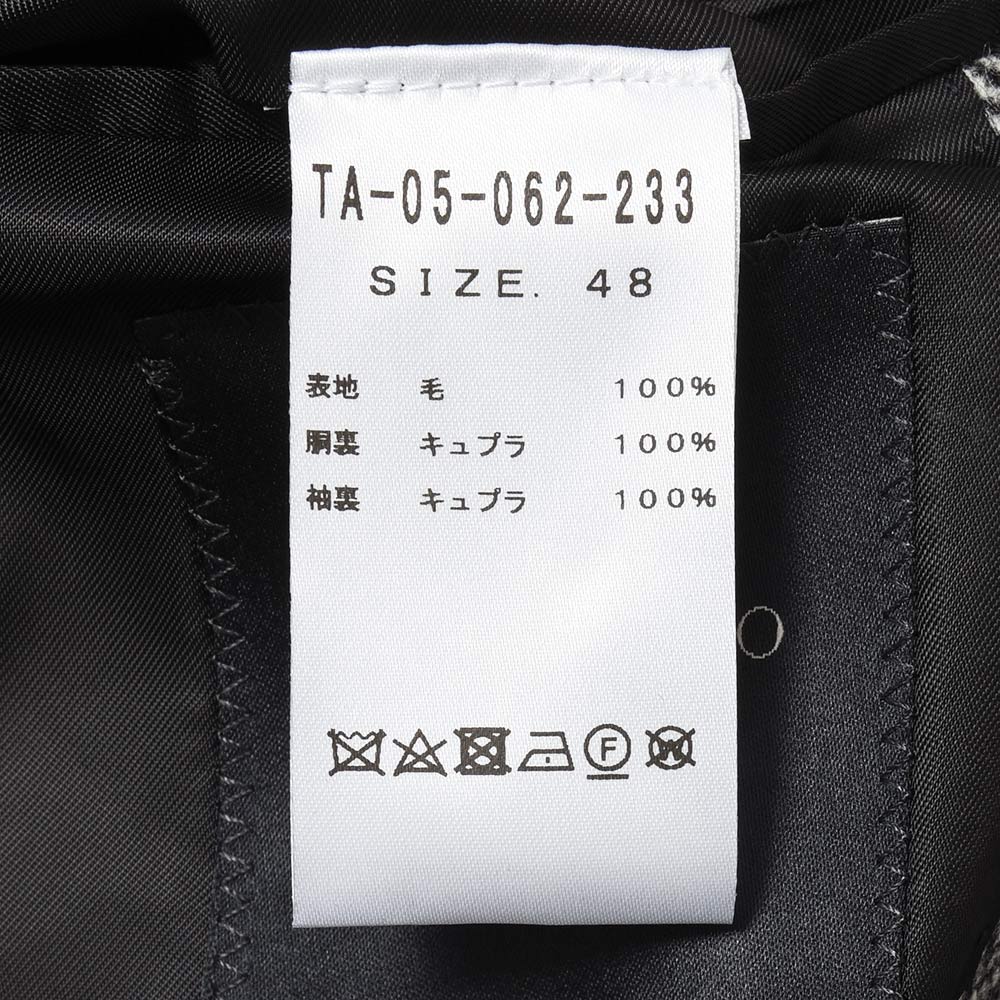 TA-05-062-233
SIZE. 48
表地 毛 100%
胴裏 キュプラ 100%
袖裏 キュプラ 100%
F W